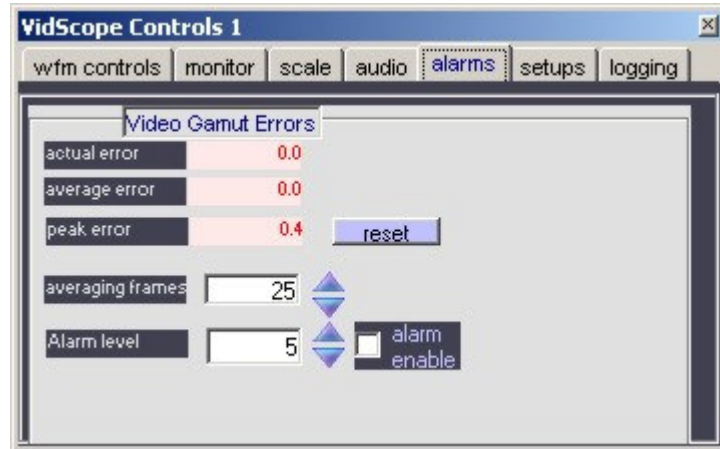 VidScope Controls 1
wfm controls monitor scale audio alarms setups logging
Video Gamut Errors
actual error 0.0
average error 0.0
peak error 0.4 reset
averaging frames 25
Alarm level 5 alarm
enable